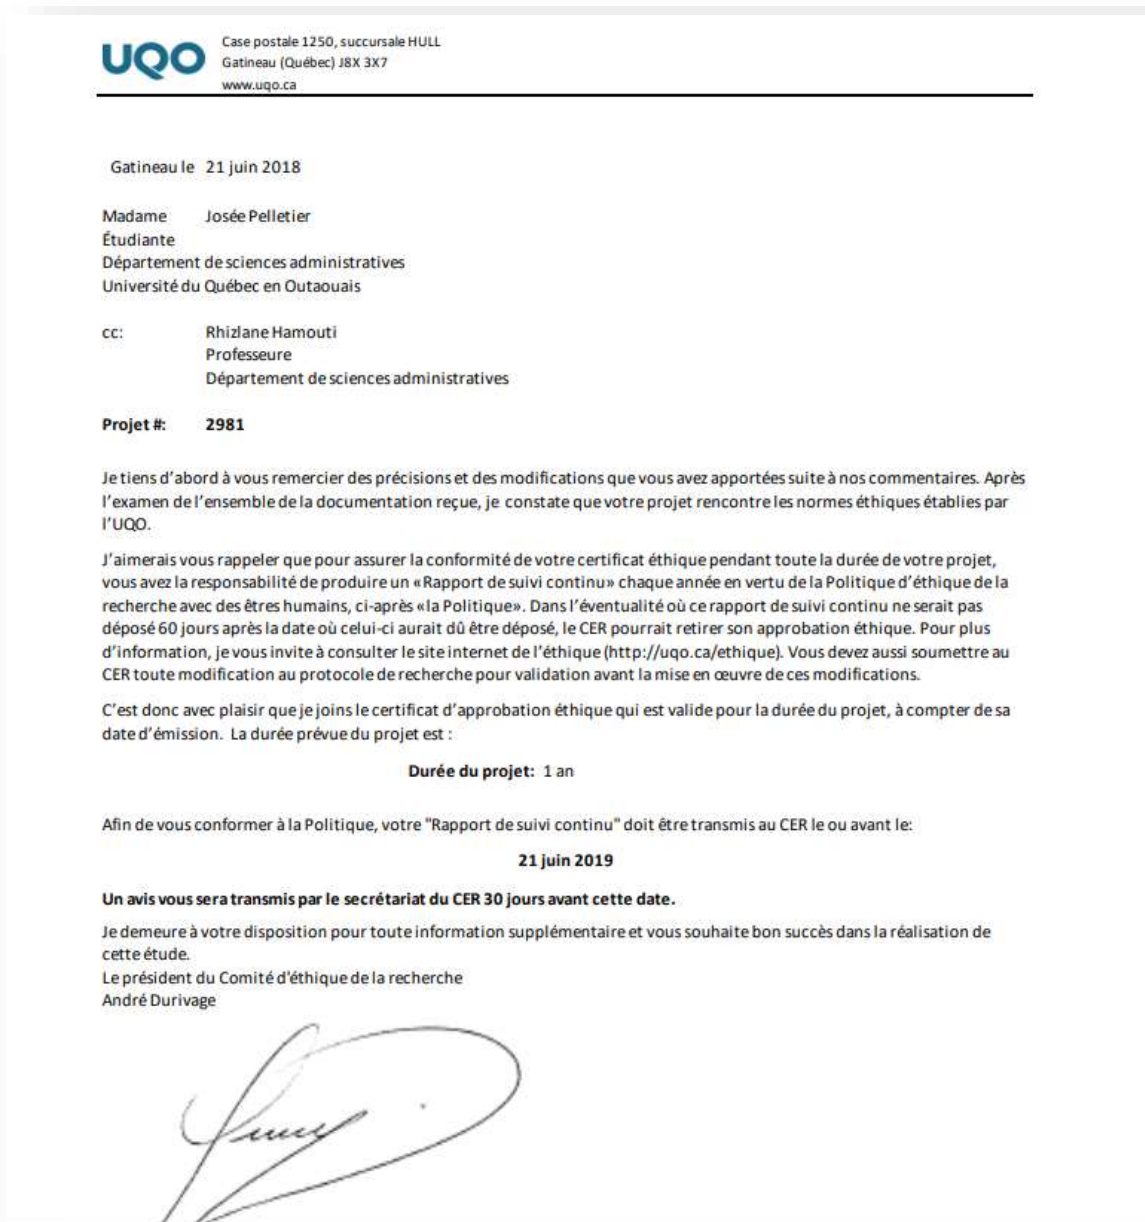 UQO
Case postale 1250, succursale HULL
Gatineau (Québec) J8X 3X7
www.uqo.ca
Gatineau le 21 juin 2018
Madame Josée Pelletier
Étudiante
Département de sciences administratives
Université du Québec en Outaouais
cc: Rhizlane Hamouti
Professeure
Département de sciences administratives
Projet #: 2981
Je tiens d'abord à vous remercier des précisions et des modifications que vous avez apportées suite à nos commentaires. Après
l'examen de l'ensemble de la documentation reçue, je constate que votre projet rencontre les normes éthiques établies par
l'UQO.
J'aimerais vous rappeler que pour assurer la conformité de votre certificat éthique pendant toute la durée de votre projet,
vous avez la responsabilité de produire un «Rapport de suivi continu» chaque année en vertu de la Politique d'éthique de la
recherche avec des êtres humains, ci-après «la Politique». Dans l'éventualité où ce rapport de suivi continu ne serait pas
déposé 60 jours après la date où celui-ci aurait dû être déposé, le CER pourrait retirer son approbation éthique. Pour plus
d'information, je vous invite à consulter le site internet de l'éthique (http://uqo.ca/ethique). Vous devez aussi soumettre au
CER toute modification au protocole de recherche pour validation avant la mise en œuvre de ces modifications.
C'est donc avec plaisir que je joins le certificat d'approbation éthique qui est valide pour la durée du projet, à compter de sa
date d'émission. La durée prévue du projet est :
Durée du projet: 1 an
Afin de vous conformer à la Politique, votre "Rapport de suivi continu" doit être transmis au CER le ou avant le:
21 juin 2019
Un avis vous sera transmis par le secrétariat du CER 30 jours avant cette date.
Je demeure à votre disposition pour toute information supplémentaire et vous souhaite bon succès dans la réalisation de
cette étude.
Le président du Comité d'éthique de la recherche
André Durivage